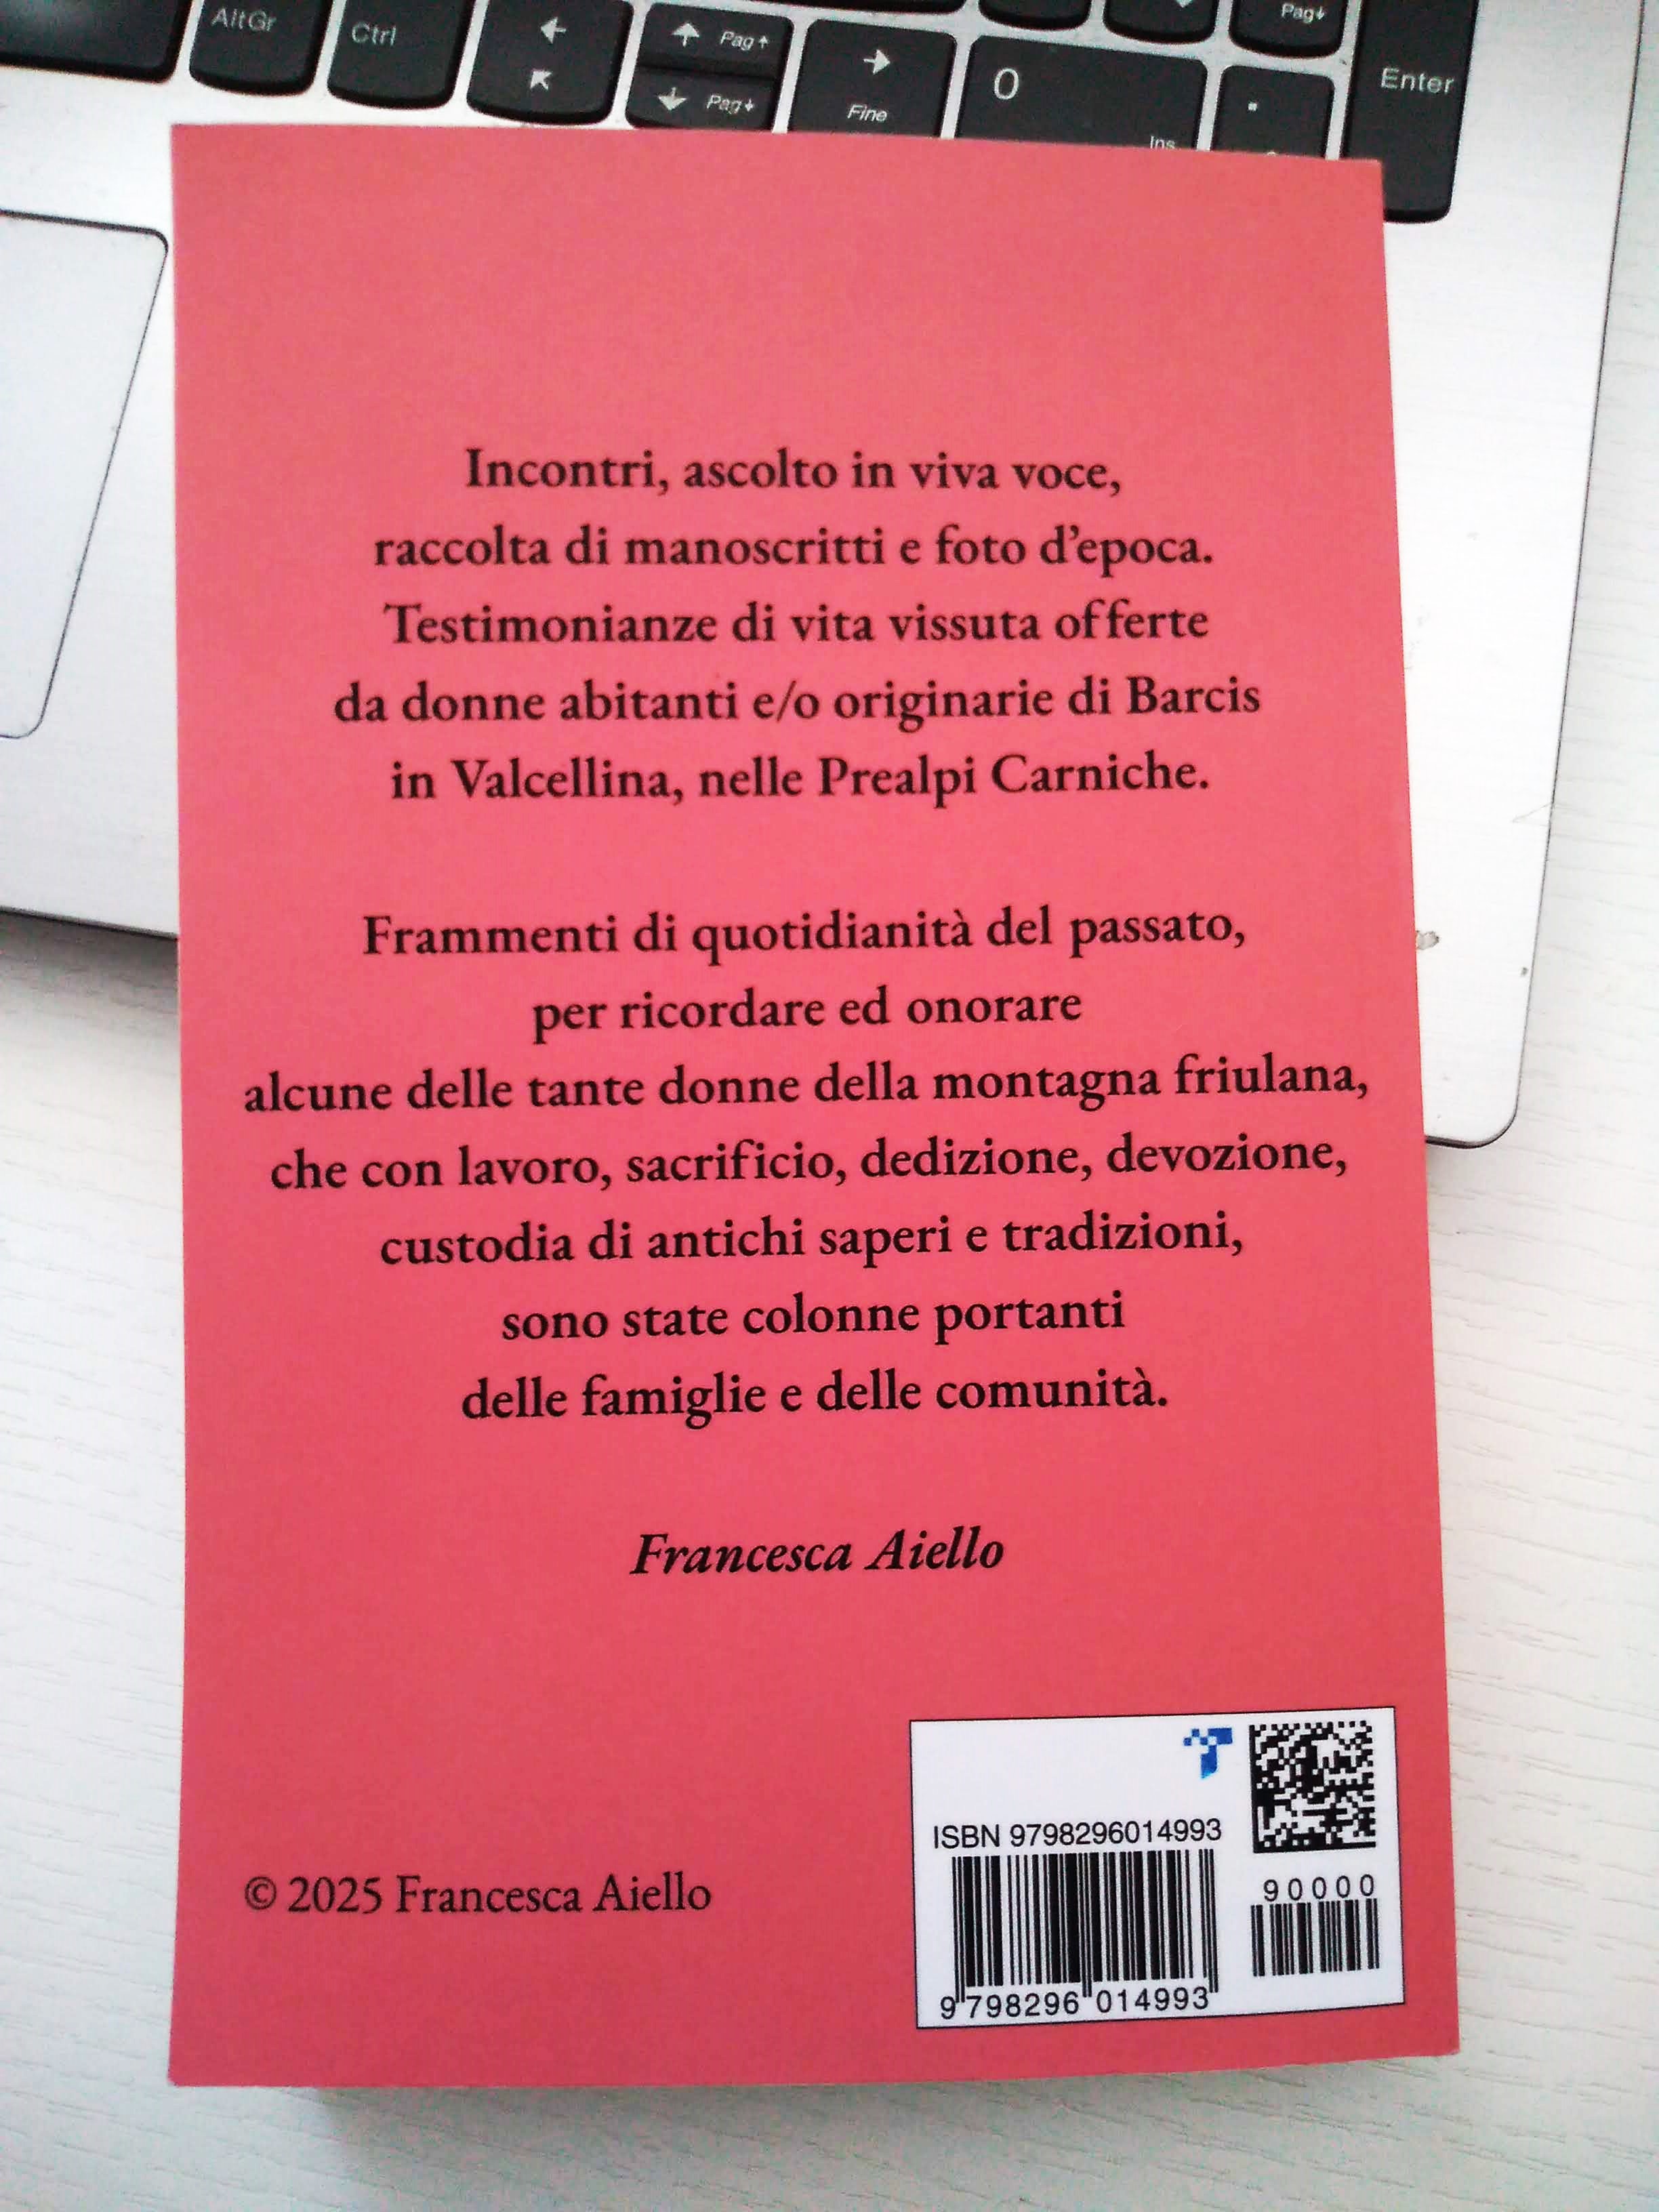 AltGr
Ctrl
Pag
Pag
Fine
0
Ins
.
Pag
Enter
Incontri, ascolto in viva voce,
raccolta di manoscritti e foto d'epoca.
Testimonianze di vita vissuta offerte
da donne abitanti e/o originarie di Barcis
in Valcellina, nelle Prealpi Carniche.
Frammenti di quotidianità del passato,
per ricordare ed onorare
alcune delle tante donne della montagna friulana,
che con lavoro, sacrificio, dedizione, devozione,
custodia di antichi saperi e tradizioni,
sono state colonne portanti
delle famiglie e delle comunità.
Francesca Aiello
© 2025 Francesca Aiello
ISBN 9798296014993
90000
9 798296 014993